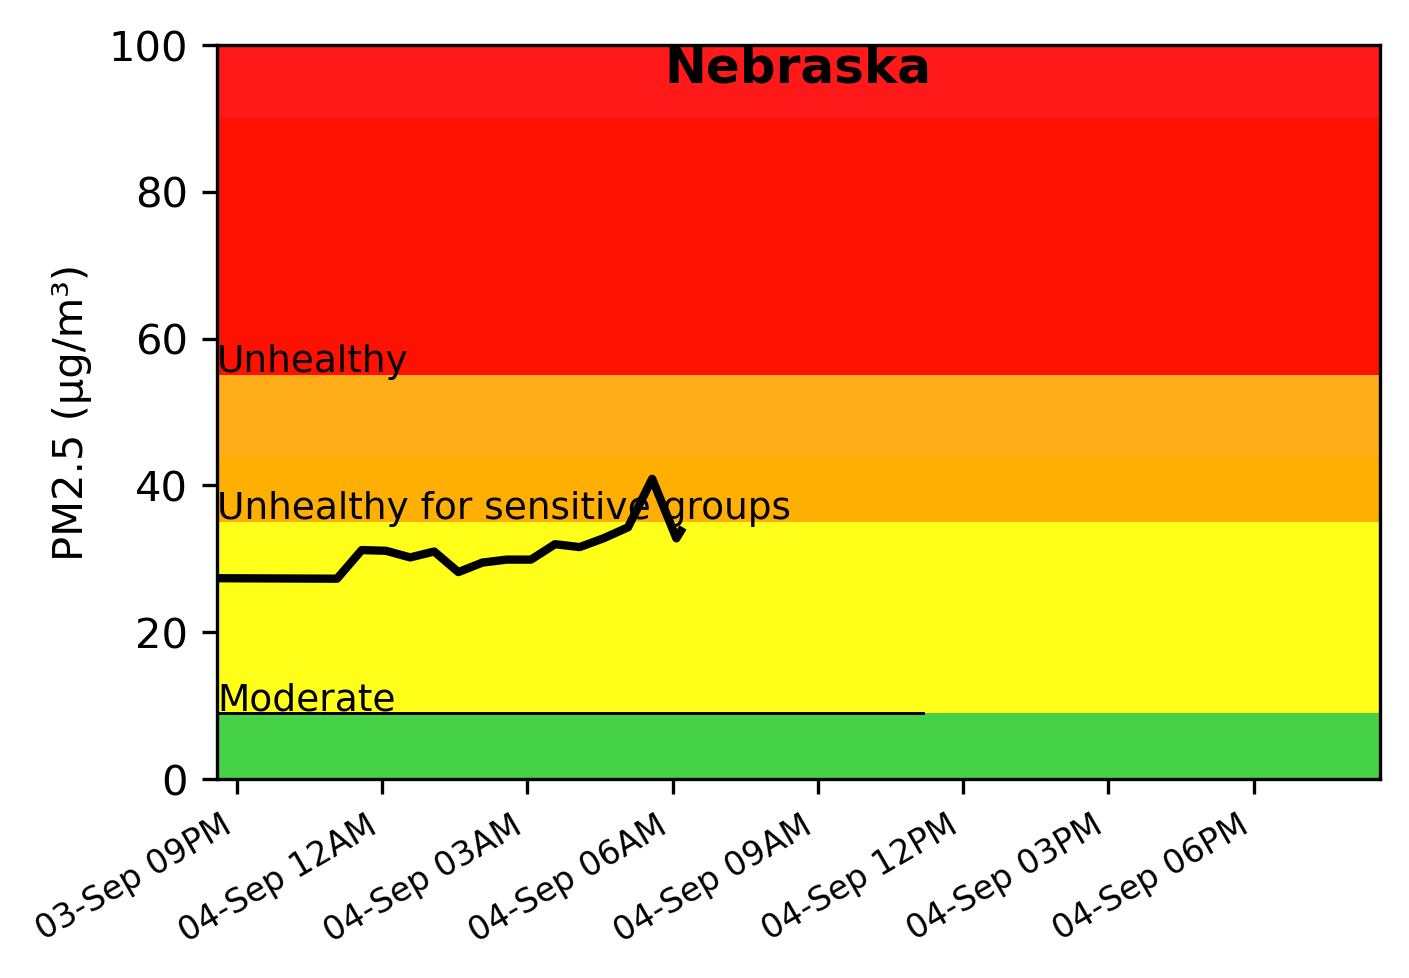 Nebraska
PM2.5 (μg/m³)
100
80
60
40
20
0
Unhealthy
Unhealthy for sensitive groups
Moderate
03-Sep 09PM
04-Sep 12AM
04-Sep 03AM
04-Sep 06AM
04-Sep 09AM
04-Sep 12PM
04-Sep 03PM
04-Sep 06PM